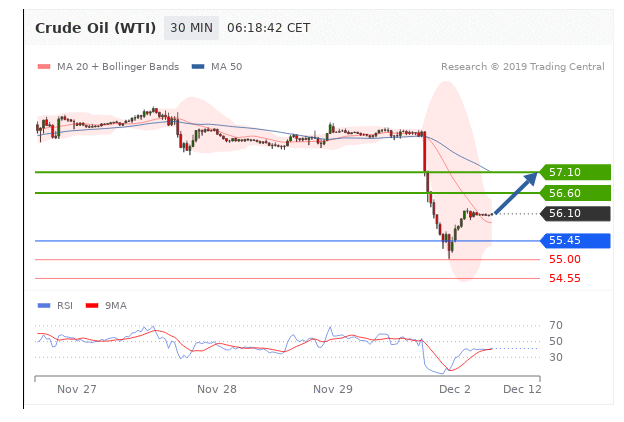 Crude Oil (WTI) 30 MIN 06:18:42 CET
MA 20 + Bollinger Bands MA 50 Research © 2019 Trading Central
57.10
56.60
56.10
55.45
55.00
54.55
RSI 9MA
70
50
30
Nov 27 Nov 28 Nov 29 Dec 2 Dec 12